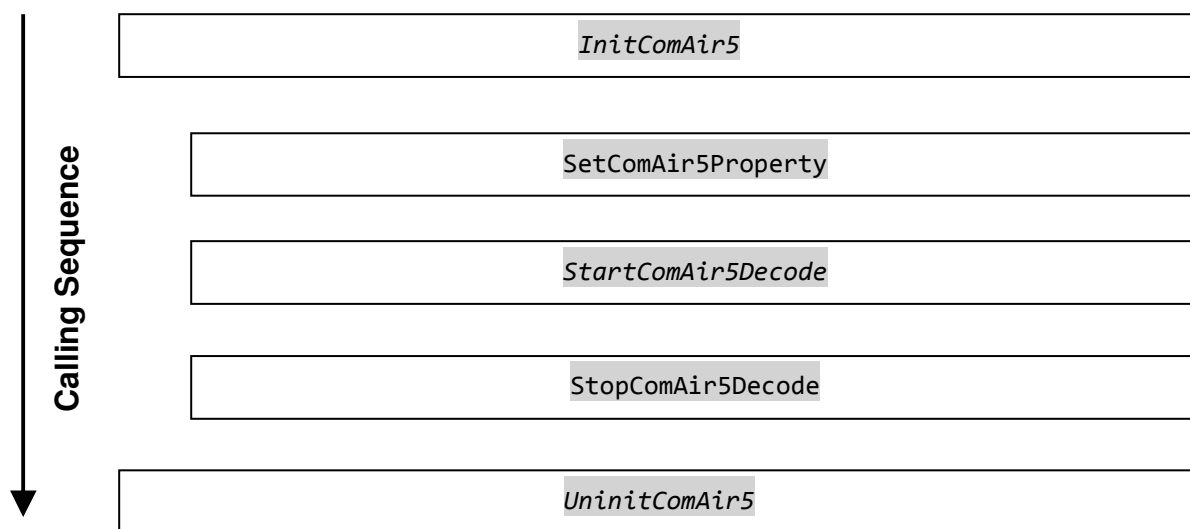 Calling Sequence
InitComAir5
SetComAir5Property
StartComAir5Decode
StopComAir5Decode
UninitComAir5